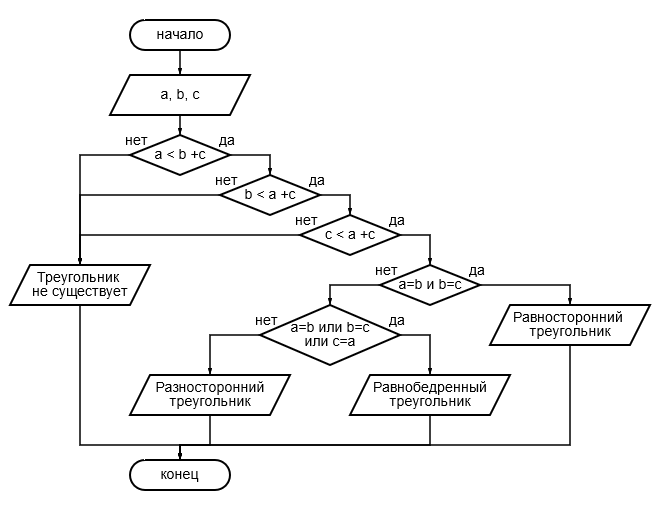 начало
a, b, c
нет
да
a < b +c
нет
да
b < a +c
нет
да
c < a +c
Треугольник
не существует
нет
да
a=b и b=c
Равносторонний
треугольник
нет
да
a=b или b=c
или c=a
Разносторонний
треугольник
Равнобедренный
треугольник
конец